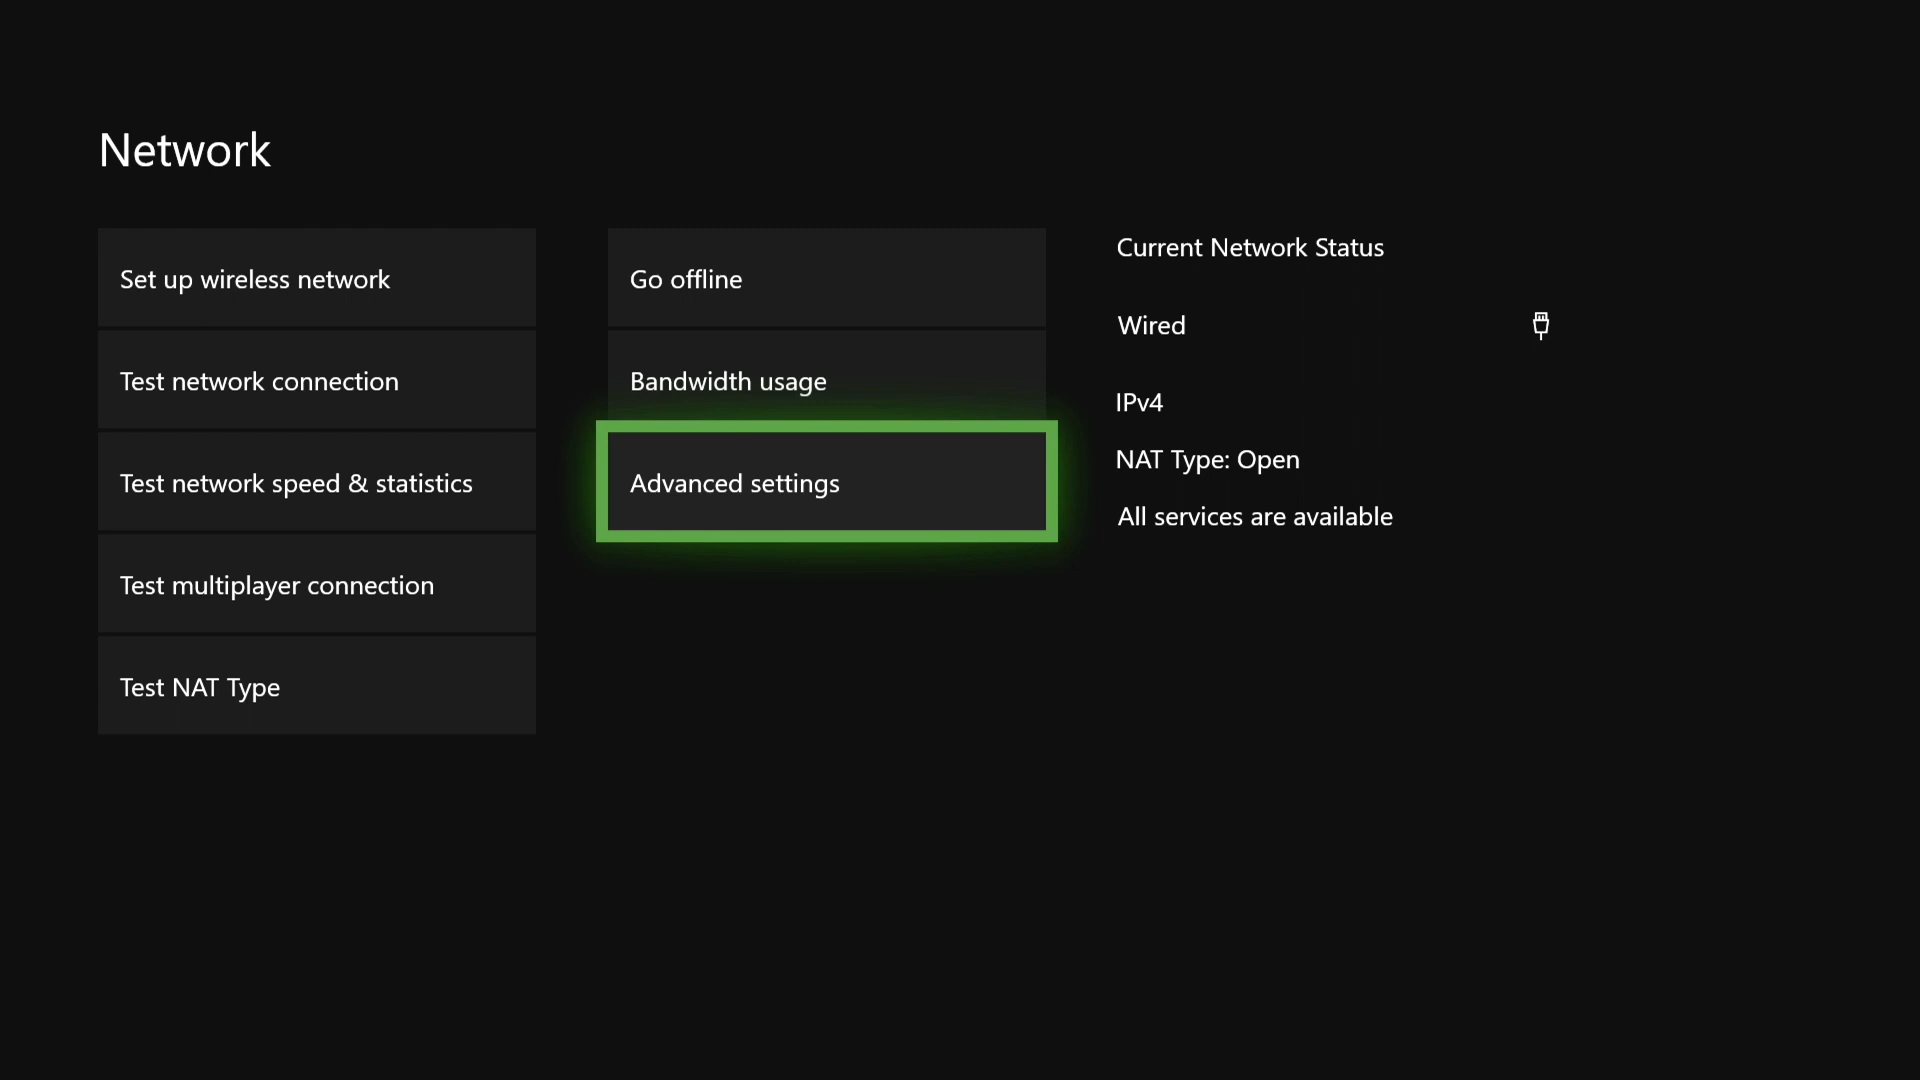 Network
Set up wireless network
Test network connection
Test network speed & statistics
Test multiplayer connection
Test NAT Type
Go offline
Bandwidth usage
Advanced settings
Current Network Status
Wired
IPv4
NAT Type: Open
All services are available